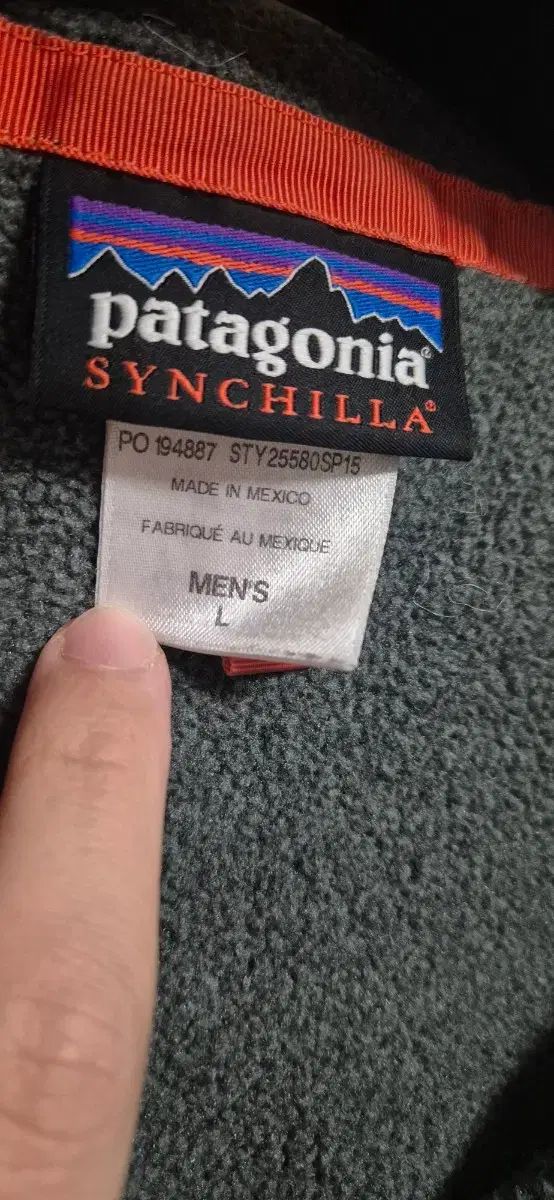 patagonia®
SYNCHILLA®
PO 194887 STY25580SP15
MADE IN MEXICO
FABRIQUÉ AU MEXIQUE
MEN'S
L